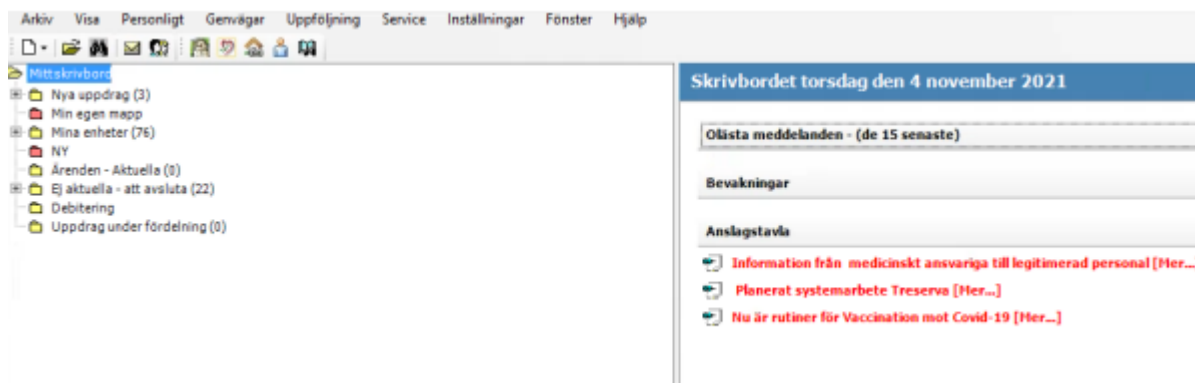 Arkiv Visa Personligt Genvägar Uppföljning Service Inställningar Fönster Hjälp
Mittskrivbord
Nya uppdrag (3)
Min egen mapp
Mina enheter (76)
NY
Ärenden - Aktuella (0)
Ej aktuella - att avsluta (22)
Debitering
Uppdrag under fördelning (0)
Skrivbordet torsdag den 4 november 2021
Olästa meddelanden - (de 15 senaste)
Bevakningar
Anslagstavla
Information från medicinskt ansvariga till legitimerad personal [Mer...
Planerat systemarbete Treserva [Mer...]
Nu är rutiner för Vaccination mot Covid-19 [Mer...]